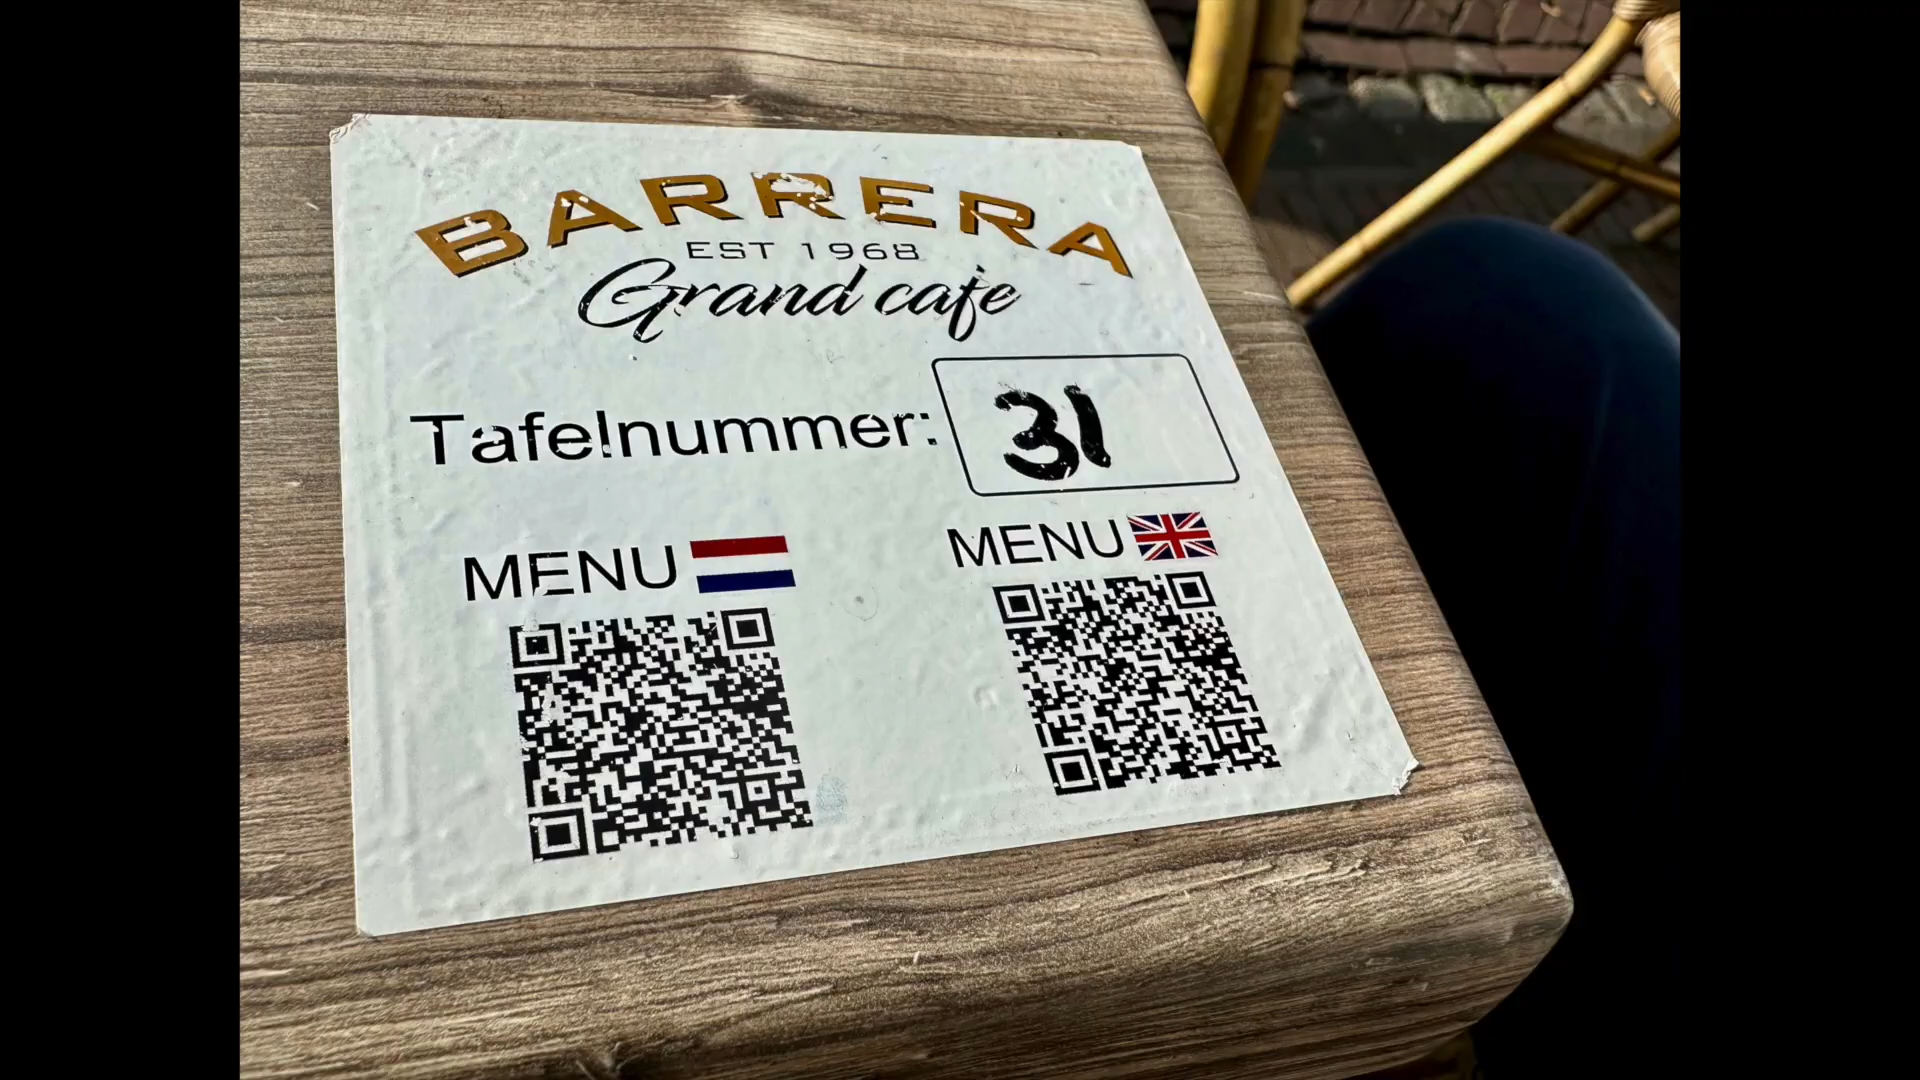 BARRERA
EST 1968
Grand cafe
Tafelnummer: 31
MENU
MENU